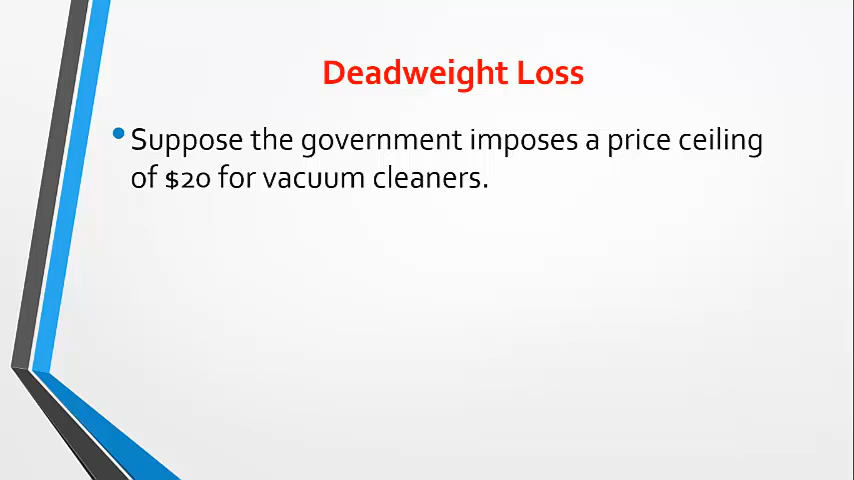 Deadweight Loss
•Suppose the government imposes a price ceiling
of $20 for vacuum cleaners.